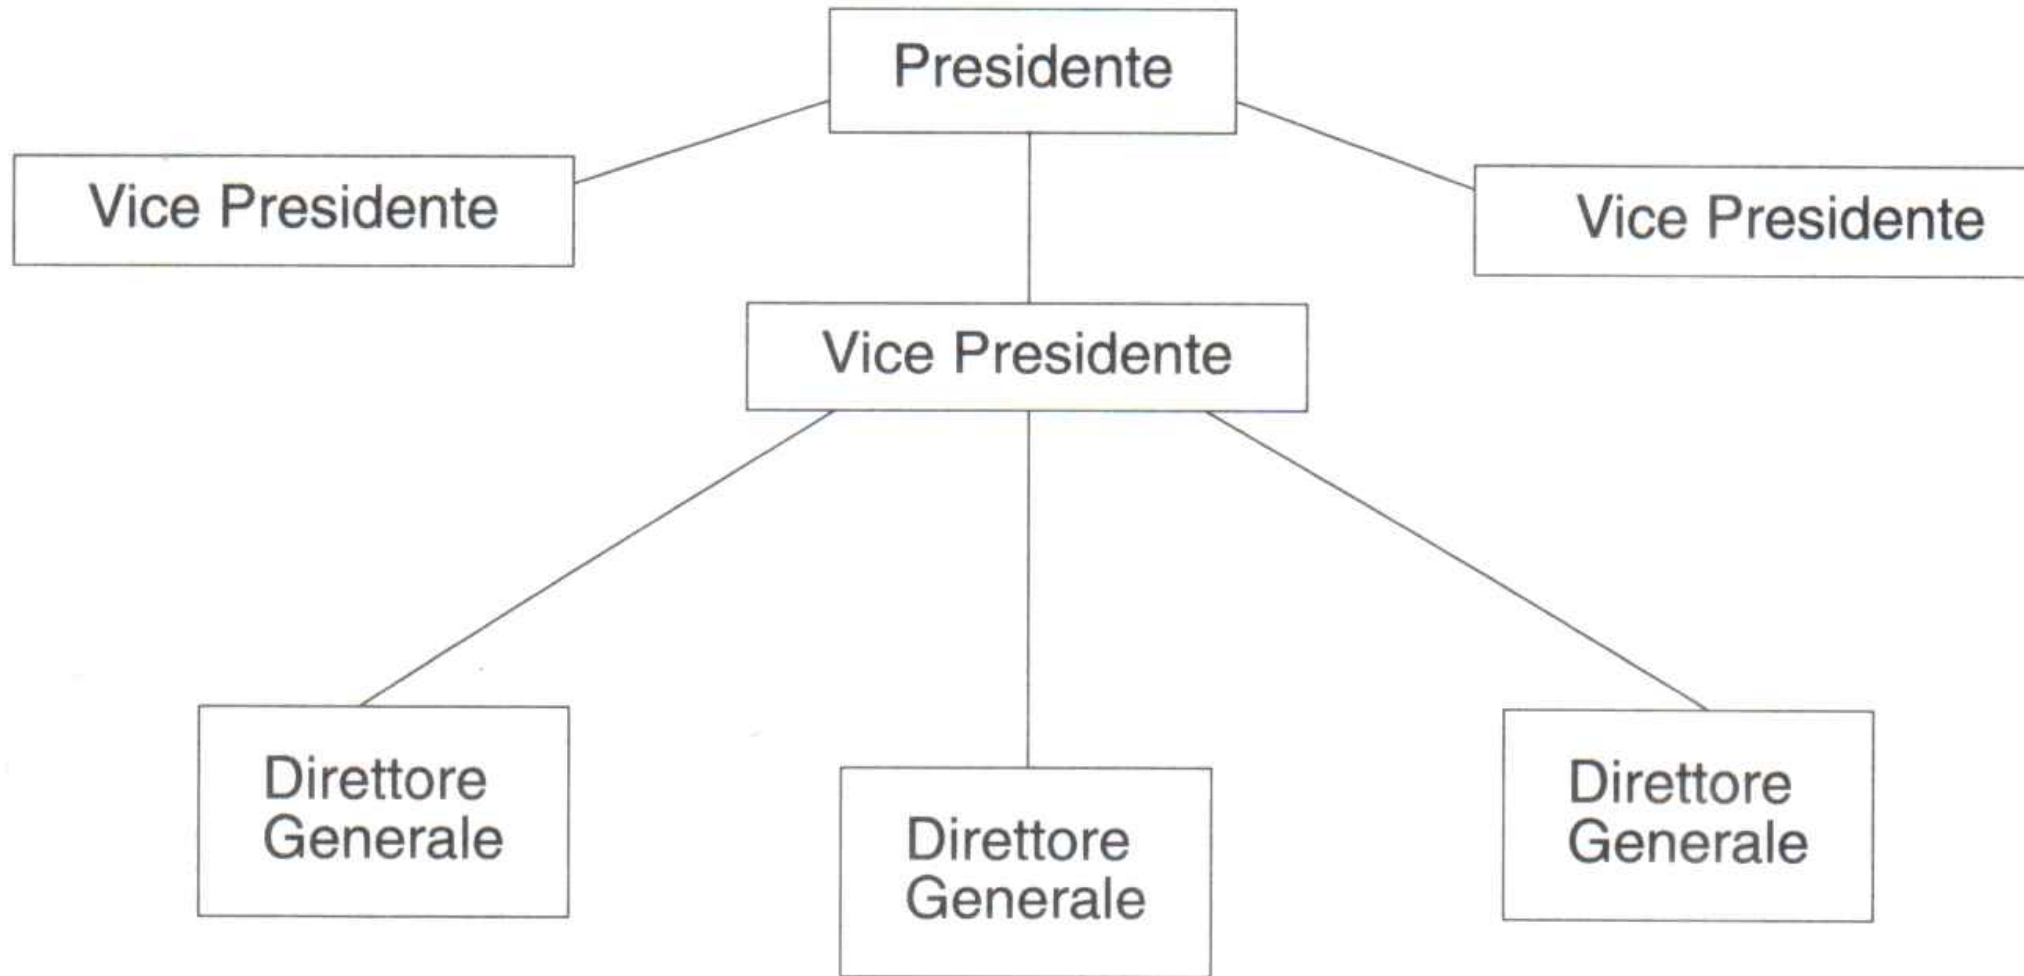 Presidente
Vice Presidente
Vice Presidente
Vice Presidente
Direttore
Generale
Direttore
Generale
Direttore
Generale